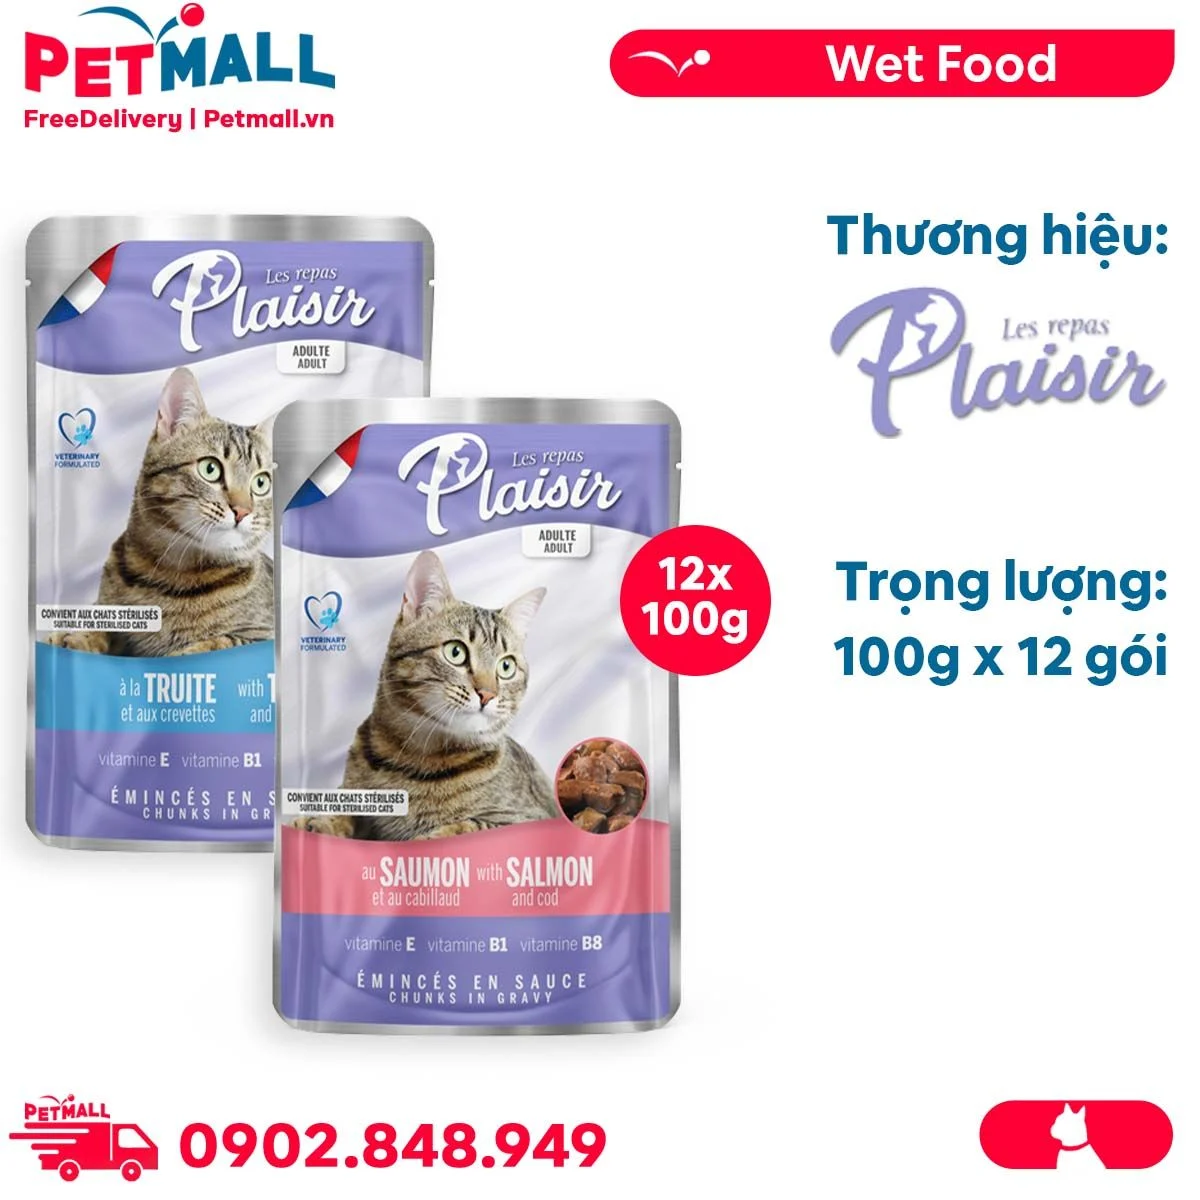 PETMALL
FreeDelivery | Petmall.vn
Wet Food
Thương hiệu:
Les repas
Plaisir
Trọng lượng:
100g x 12 gói
12x
100g
Les repas
Plaisir
ADULTE
ADULT
VETERINARY
FORMULATED
CONVIENT AUX CHATS STÉRILISÉS
SUITABLE FOR STERILISED CATS
à la TRUITE with
et aux crevettes and
vitamine E vitamine B1
ÉMINCÉS EN
CHUNKS IN
Les repas
Plaisir
ADULTE
ADULT
VETERINARY
FORMULATED
CONVIENT AUX CHATS STÉRILISÉS
SUITABLE FOR STERILISED CATS
au SAUMON with SALMON
et au cabillaud and cod
vitamine E vitamine B1 vitamine B8
ÉMINCÉS EN SAUCE
CHUNKS IN GRAVY
PETMALL
0902.848.949